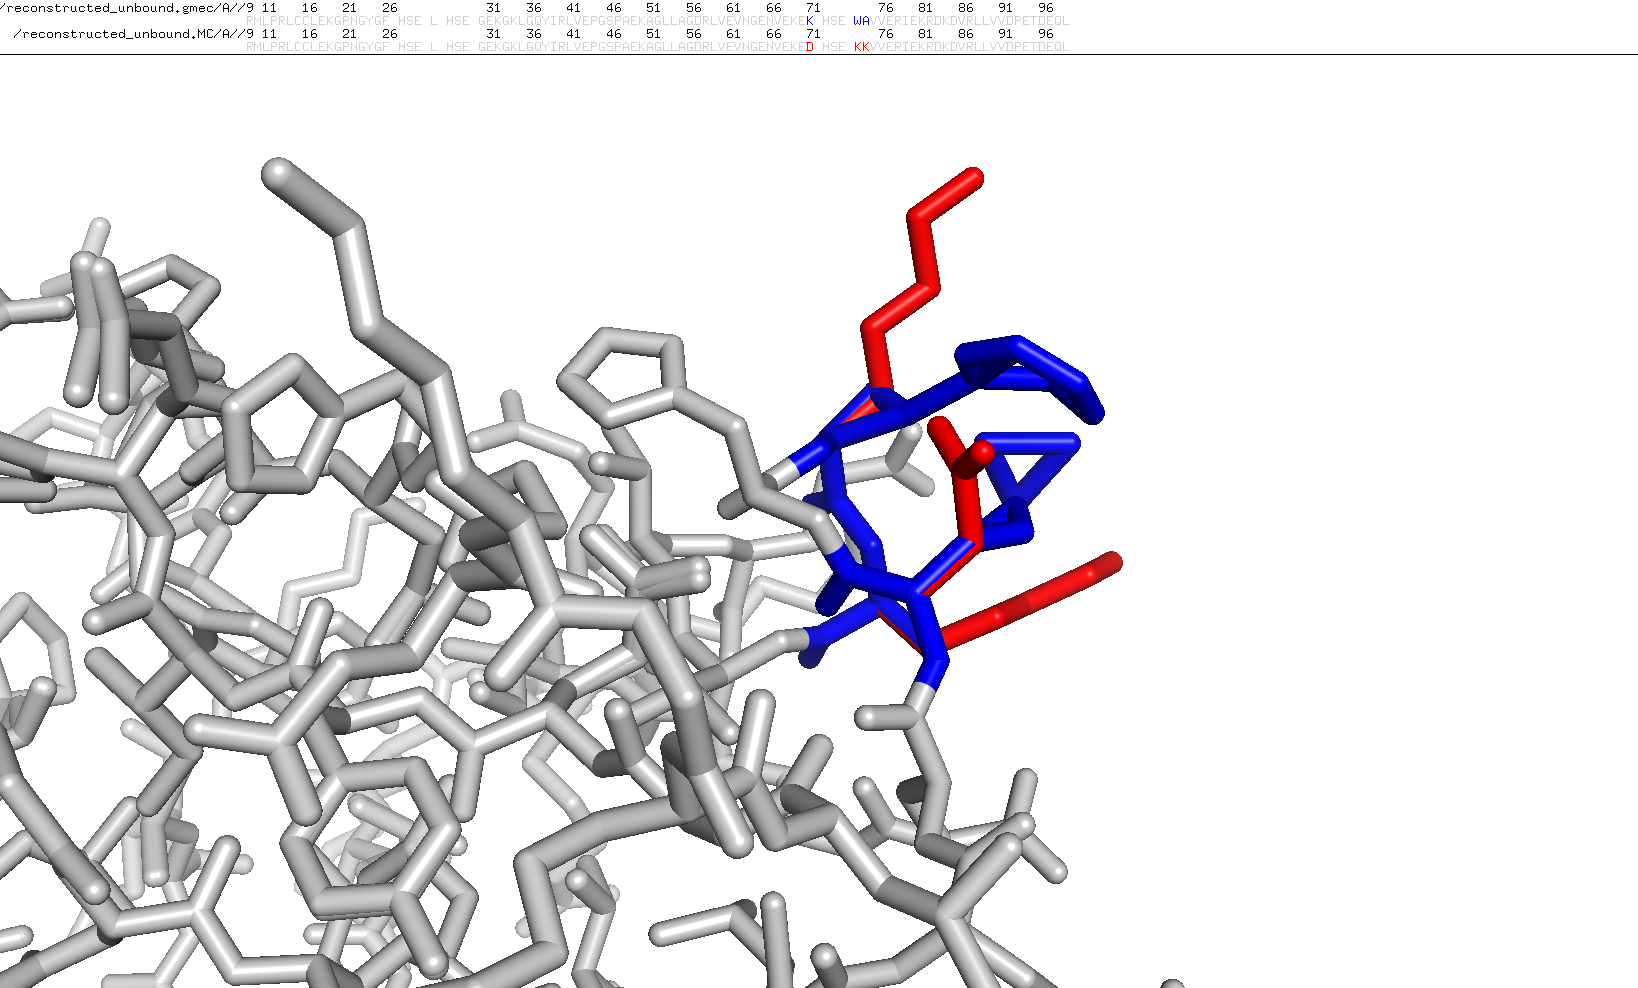 /reconstructed_unbound.gmec/A//9 11 16 21 26 31 36 41 46 51 56 61 66 71 76 81 86 91 96
RMLPRLCCLEKGPNGYGF HSE L HSE GEKGKLGQYIRLVEPGSPAEKAGLLAGDRLVEVNGENVEKEK HSE WAVVERIEKRDKDVRLLVVDPETDEQL
/reconstructed_unbound.MC/A//9 11 16 21 26 31 36 41 46 51 56 61 66 71 76 81 86 91 96
RMLPRLCCLEKGPNGYGF HSE L HSE GEKGKLGQYIRLVEPGSPAEKAGLLAGDRLVEVNGENVEKED HSE KKVVERIEKRDKDVRLLVVDPETDEQL